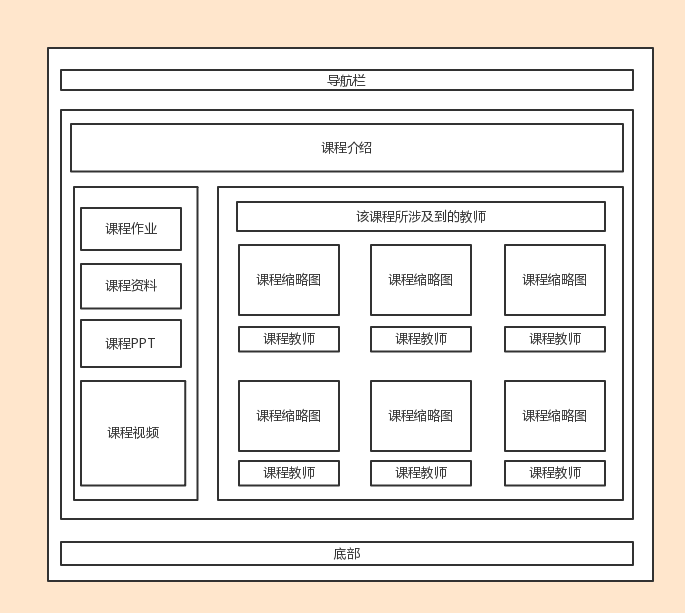 导航栏
课程介绍
课程作业
课程资料
课程PPT
课程视频
该课程所涉及到的教师
课程缩略图 课程缩略图 课程缩略图
课程教师 课程教师 课程教师
课程缩略图 课程缩略图 课程缩略图
课程教师 课程教师 课程教师
底部